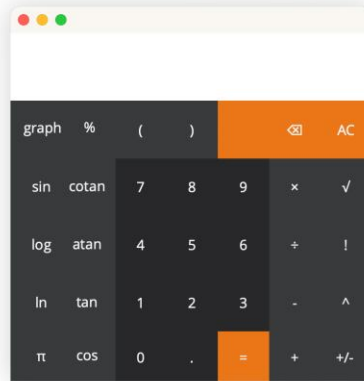 graph % ( ) ⌫ AC
sin cotan 7 8 9 × √
log atan 4 5 6 ÷ !
ln tan 1 2 3 - ^
π cos 0 . = + +/-